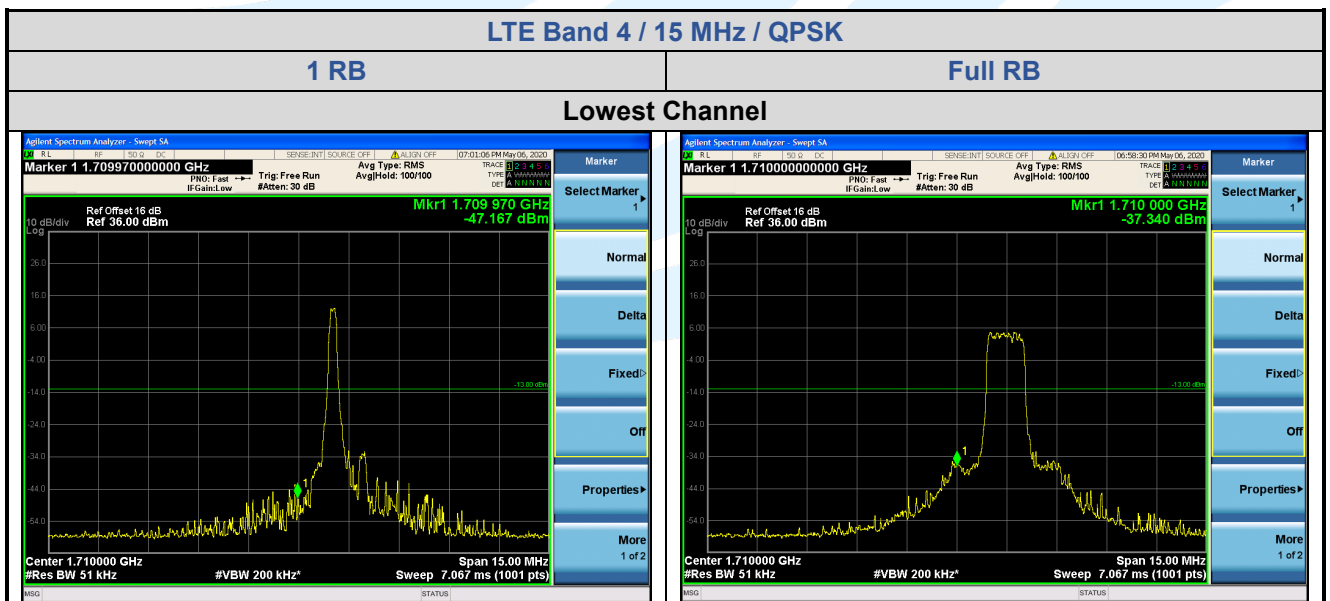 LTE Band 4 / 15 MHz / QPSK
1 RB
Full RB
Lowest Channel
Agilent Spectrum Analyzer - Swept SA
RL RF 50 Ω DC SENSE:INT SOURCE OFF ALIGN OFF 07:01:06 PM May 06, 2020
Marker 1 1.709970000000 GHz
PNO: Fast
IFGain:Low
Trig: Free Run
#Atten: 30 dB
Avg Type: RMS
Avg|Hold: 100/100
TRACE 1 2 3 4 5 6
TYPE A
DET A N N N N N
Ref Offset 16 dB
Ref 36.00 dBm
10 dB/div
Log
Mkr1 1.709 970 GHz
-47.167 dBm
26.0
16.0
6.00
-4.00
-13.00 dBm
-14.0
-24.0
-34.0
1
-44.0
-54.0
Center 1.710000 GHz
Span 15.00 MHz
#Res BW 51 kHz
#VBW 200 kHz*
Sweep 7.067 ms (1001 pts)
MSG
STATUS
Marker
Select Marker
1
Normal
Delta
Fixed
Off
Properties
More
1 of 2
Agilent Spectrum Analyzer - Swept SA
RL RF 50 Ω DC SENSE:INT SOURCE OFF ALIGN OFF 06:58:30 PM May 06, 2020
Marker 1 1.710000000000 GHz
PNO: Fast
IFGain:Low
Trig: Free Run
#Atten: 30 dB
Avg Type: RMS
Avg|Hold: 100/100
TRACE 1 2 3 4 5 6
TYPE A
DET A N N N N N
Ref Offset 16 dB
Ref 36.00 dBm
10 dB/div
Log
Mkr1 1.710 000 GHz
-37.340 dBm
26.0
16.0
6.00
-4.00
-13.00 dBm
-14.0
-24.0
-34.0
1
-44.0
-54.0
Center 1.710000 GHz
Span 15.00 MHz
#Res BW 51 kHz
#VBW 200 kHz*
Sweep 7.067 ms (1001 pts)
MSG
STATUS
Marker
Select Marker
1
Normal
Delta
Fixed
Off
Properties
More
1 of 2